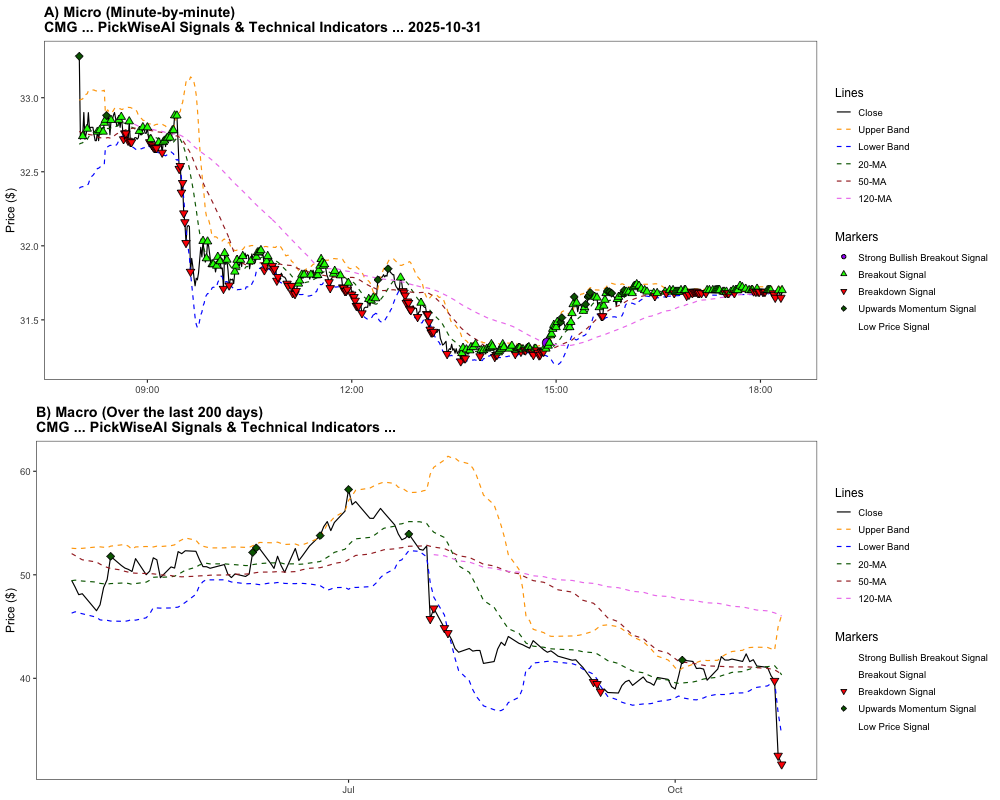 A) Micro (Minute-by-minute)
CMG ... PickWiseAI Signals & Technical Indicators ... 2025-10-31
Price ($)
33.0
32.5
32.0
31.5
09:00
12:00
15:00
18:00
Lines
Close
Upper Band
Lower Band
20-MA
50-MA
120-MA
Markers
Strong Bullish Breakout Signal
Breakout Signal
Breakdown Signal
Upwards Momentum Signal
Low Price Signal
B) Macro (Over the last 200 days)
CMG ... PickWiseAI Signals & Technical Indicators ...
Price ($)
60
50
40
Jul
Oct
Lines
Close
Upper Band
Lower Band
20-MA
50-MA
120-MA
Markers
Strong Bullish Breakout Signal
Breakout Signal
Breakdown Signal
Upwards Momentum Signal
Low Price Signal